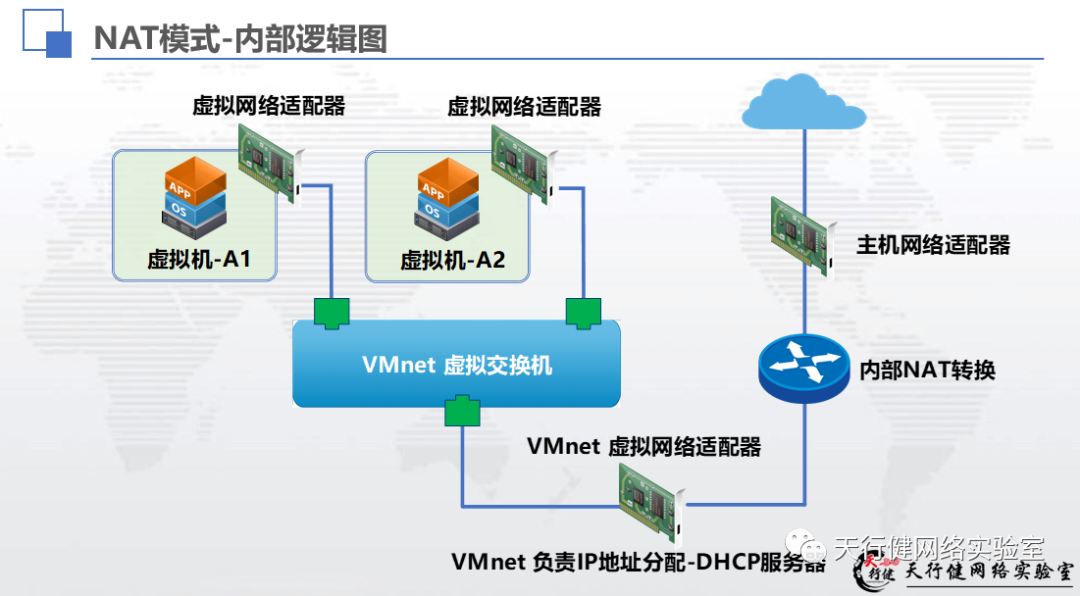 NAT模式-内部逻辑图
虚拟网络适配器
虚拟网络适配器
APP
OS
APP
OS
虚拟机-A1
虚拟机-A2
主机网络适配器
VMnet 虚拟交换机
内部NAT转换
VMnet 虚拟网络适配器
天行健网络实验室
VMnet 负责IP地址分配-DHCP服务器
天行健
天行健网络实验室